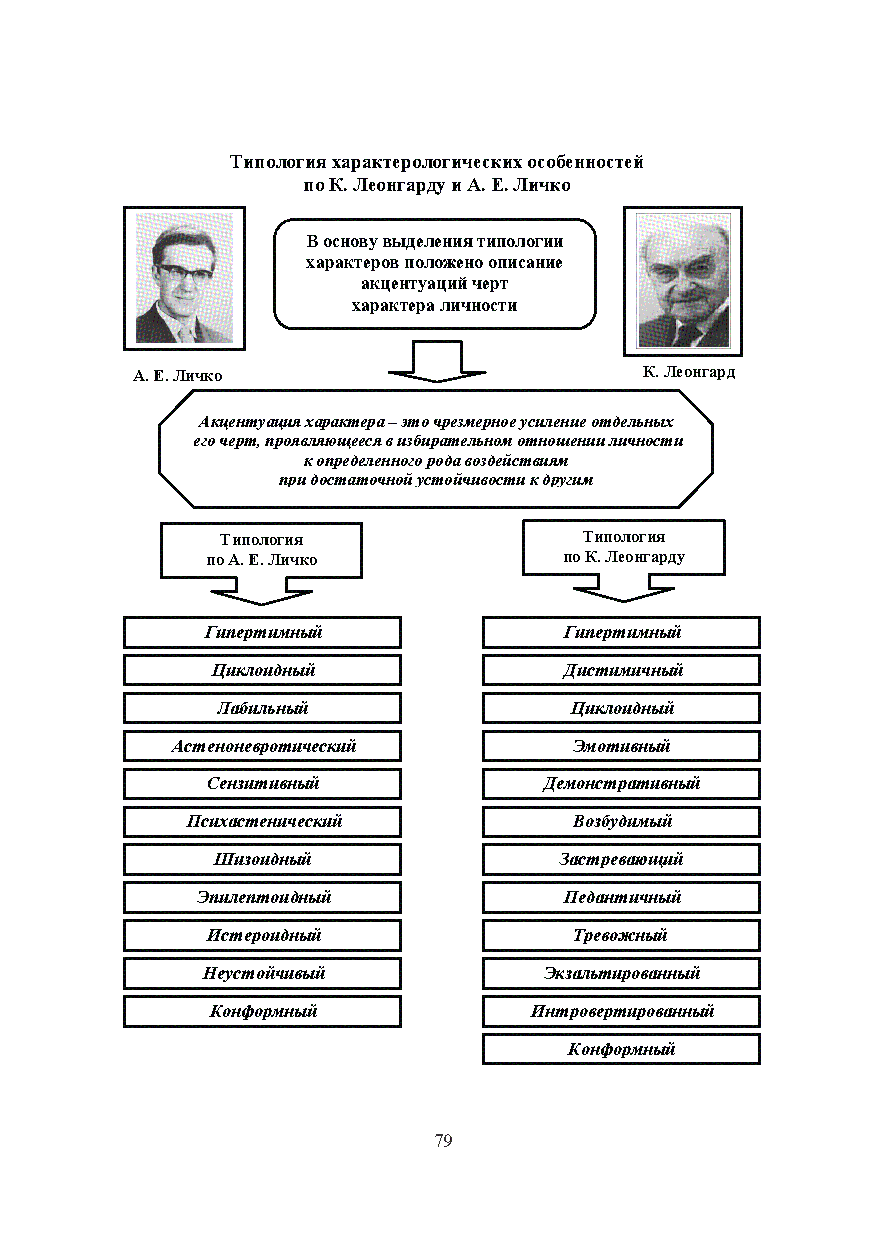 Типология характерологических особенностей
по К. Леонгарду и А. Е. Личко
В основу выделения типологии
характеров положено описание
акцентуаций черт
характера личности
А. Е. Личко
К. Леонгард
Акцентуация характера – это чрезмерное усиление отдельных
его черт, проявляющееся в избирательном отношении личности
к определенного рода воздействиям
при достаточной устойчивости к другим
Типология
по А. Е. Личко
Гипертимный
Циклоидный
Лабильный
Астеноневротический
Сензитивный
Психастенический
Шизоидный
Эпилептоидный
Истероидный
Неустойчивый
Конформный
Типология
по К. Леонгарду
Гипертимный
Дистимичный
Циклоидный
Эмотивный
Демонстративный
Возбудимый
Застревающий
Педантичный
Тревожный
Экзальтированный
Интровертированный
Конформный
79